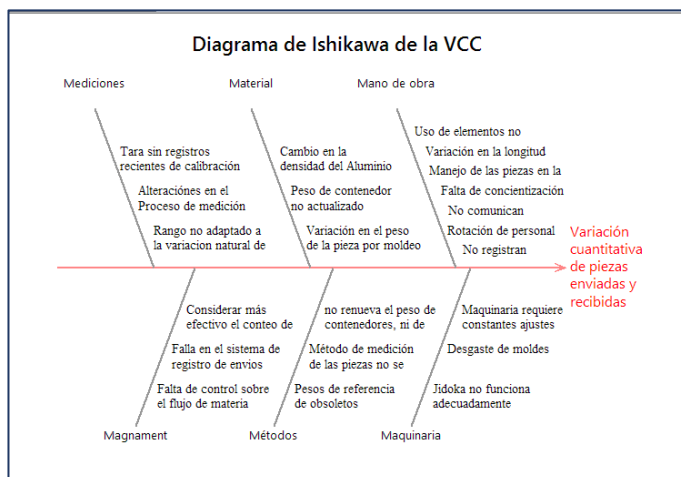 Diagrama de Ishikawa de la VCC
Mediciones
Material
Mano de obra
Tara sin registros
recientes de calibración
Alteraciónes en el
Proceso de medición
Rango no adaptado a
la variacion natural de
Cambio en la
densidad del Aluminio
Peso de contenedor
no actualizado
Variación en el peso
de la pieza por moldeo
Uso de elementos no
Variación en la longitud
Manejo de las piezas en la
Falta de concientización
No comunican
Rotación de personal
No registran
Variación
cuantitativa
de piezas
enviadas y
recibidas
Considerar más
efectivo el conteo de
Falla en el sistema de
registro de envios
Falta de control sobre
el flujo de materia
no renueva el peso de
contenedores, ni de
Método de medición
de las piezas no se
Pesos de referencia
de obsoletos
Maquinaria requiere
constantes ajustes
Desgaste de moldes
Jidoka no funciona
adecuadamente
Magnament
Métodos
Maquinaria